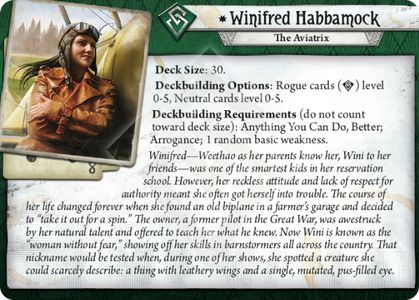 Winifred Habbamock
The Aviatrix
Deck Size: 30.
Deckbuilding Options: Rogue cards () level
0-5, Neutral cards level 0-5.
Deckbuilding Requirements (do not count
toward deck size): Anything You Can Do, Better;
Arrogance; 1 random basic weakness.
Winifred—Weethao as her parents know her, Wini to her
friends—was one of the smartest kids in her reservation
school. However, her reckless attitude and lack of respect for
authority meant she often got herself into trouble. The course of
her life changed forever when she found an old biplane in a farmer's garage and decided
to "take it out for a spin." The owner, a former pilot in the Great War, was awestruck
by her natural talent and offered to teach her what he knew. Now Wini is known as the
"woman without fear," showing off her skills in barnstormers all across the country. That
nickname would be tested when, during one of her shows, she spotted a creature she
could scarcely describe: a thing with leathery wings and a single, mutated, pus-filled eye.